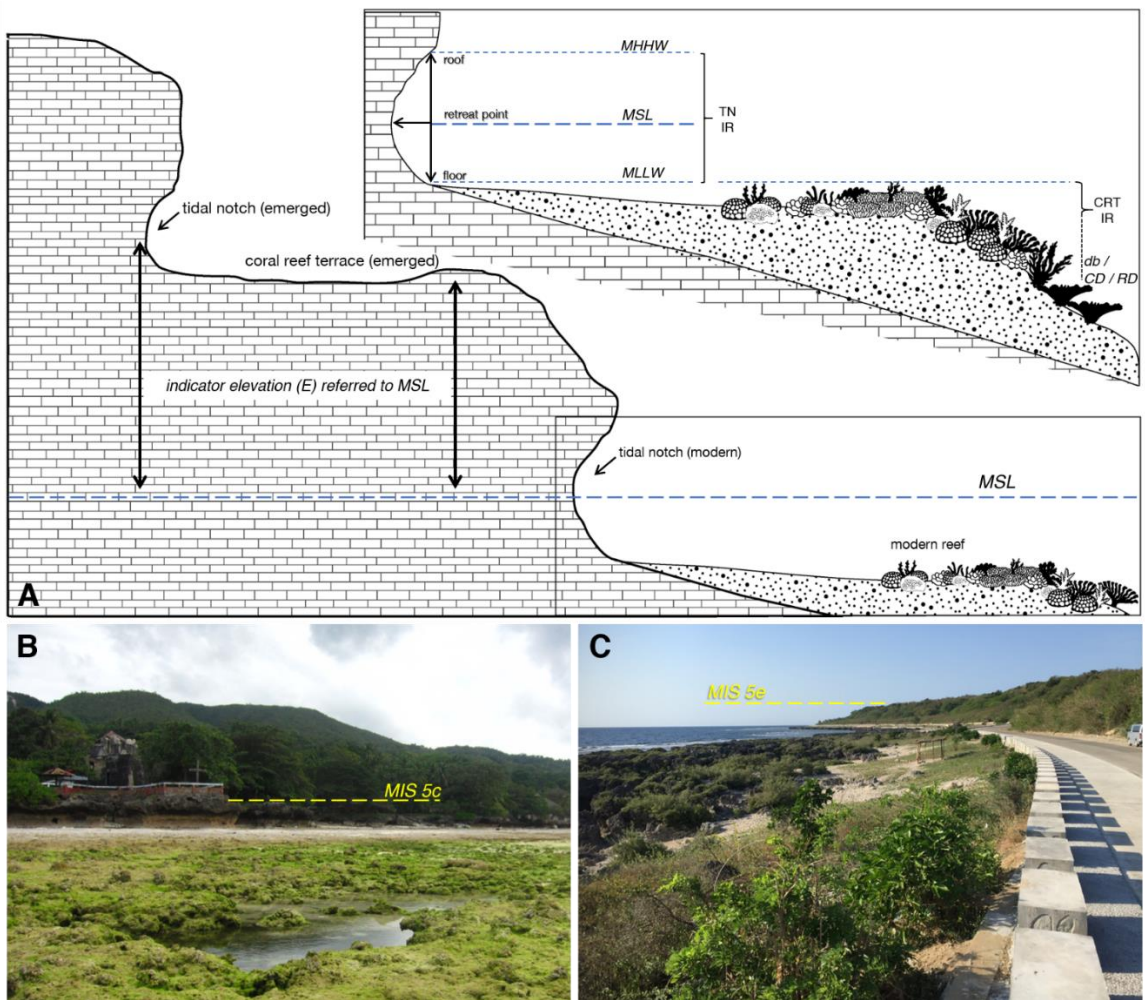 MHHW
roof
retreat point
MSL
TN
IR
floor
MLLW
CRT
IR
db /
CD / RD
tidal notch (emerged)
coral reef terrace (emerged)
indicator elevation (E) referred to MSL
tidal notch (modern)
MSL
modern reef
A
B
MIS 5c
C
MIS 5e